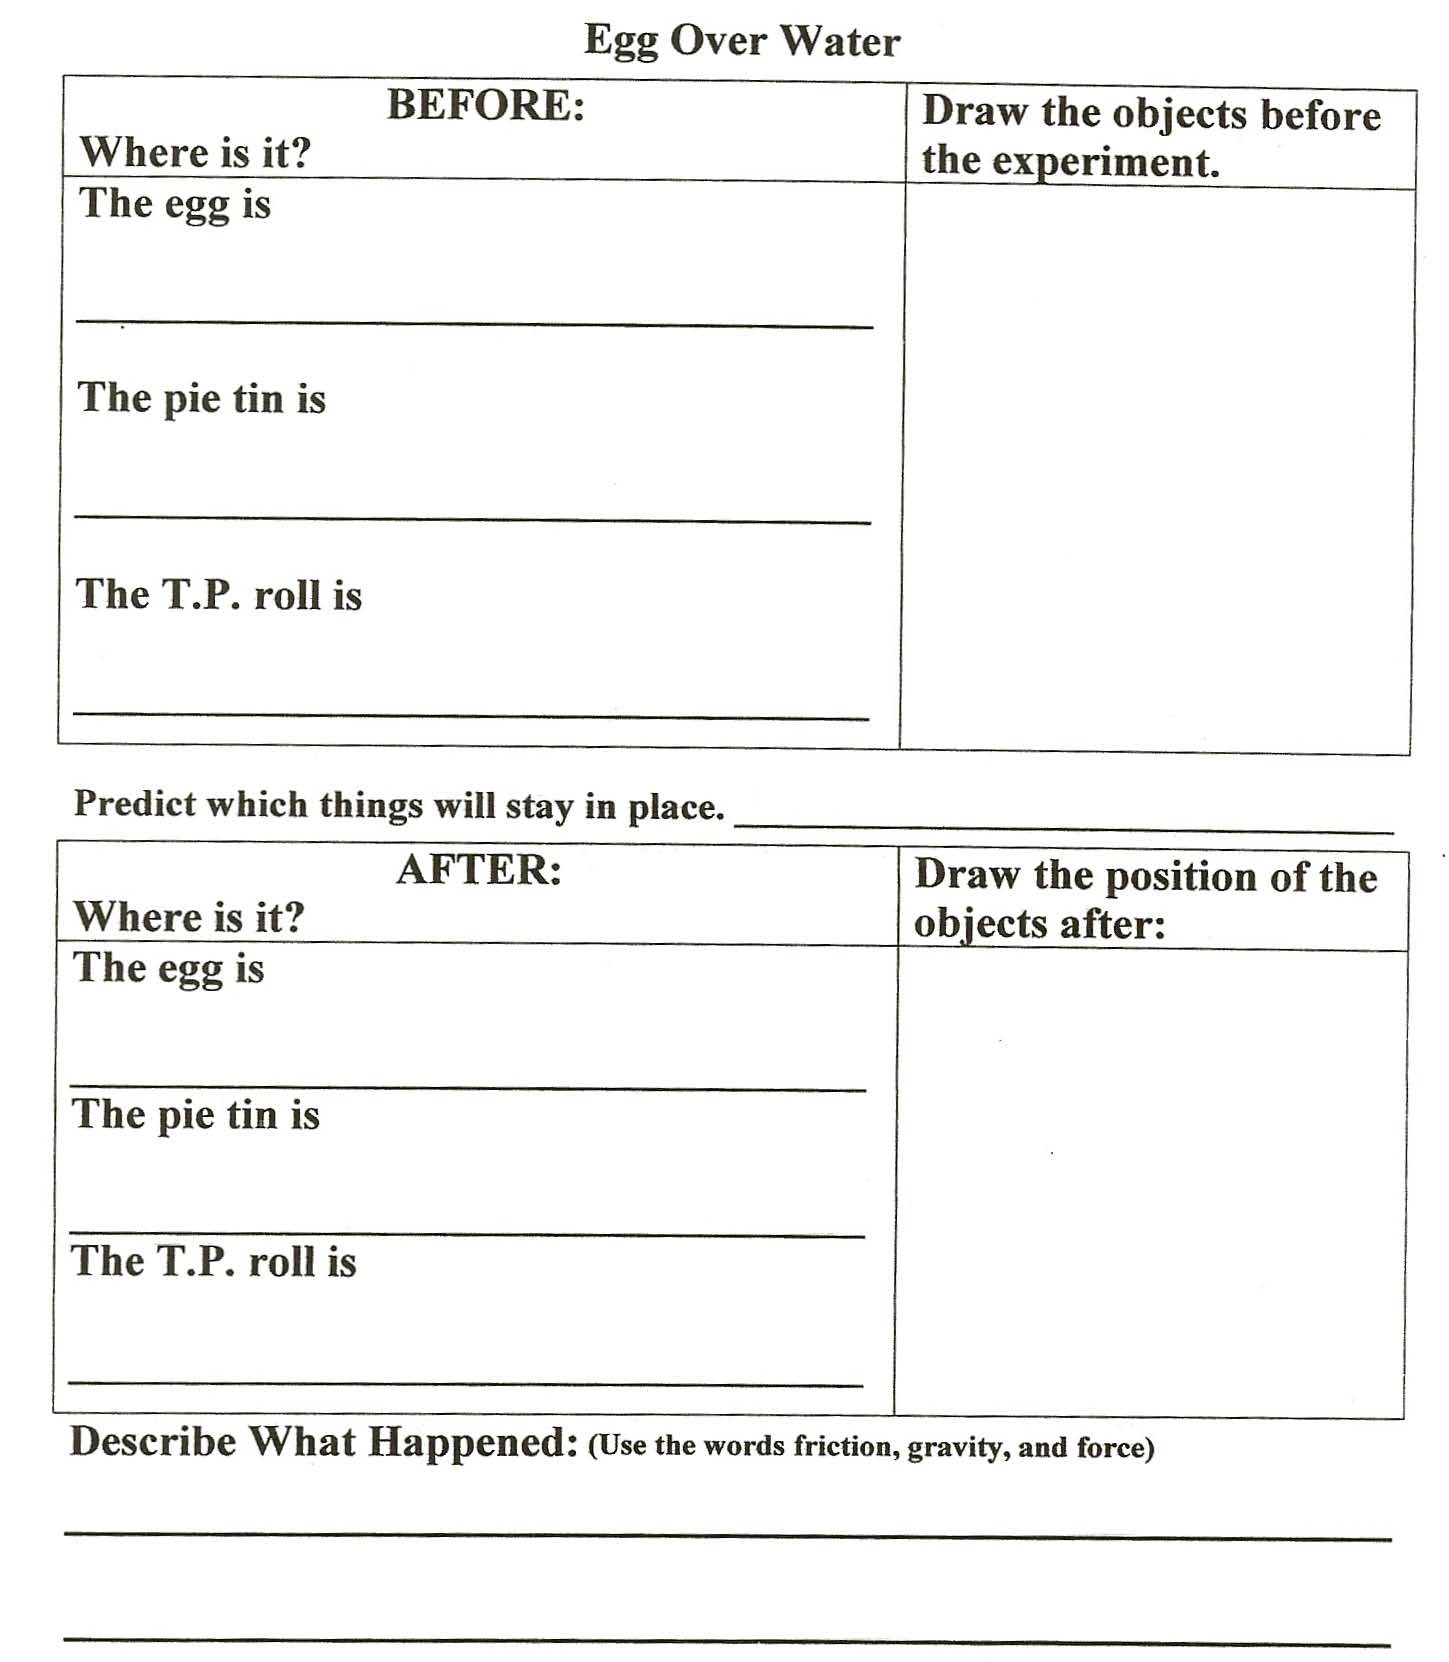 Egg Over Water
BEFORE:
Where is it?
Draw the objects before
the experiment.
The egg is
The pie tin is
The T.P. roll is
Predict which things will stay in place.
AFTER:
Where is it?
Draw the position of the
objects after:
The egg is
The pie tin is
The T.P. roll is
Describe What Happened: (Use the words friction, gravity, and force)